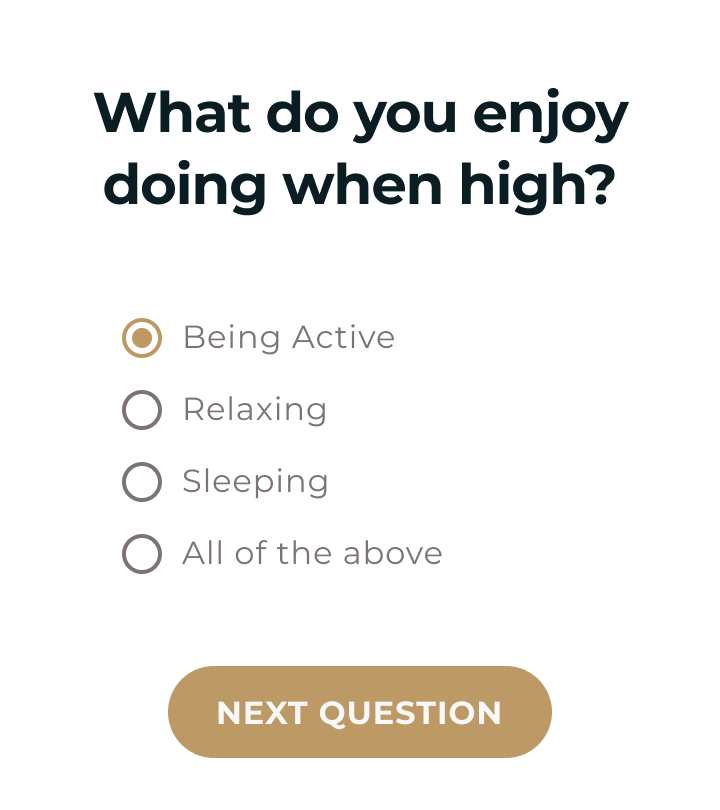 What do you enjoy
doing when high?
Being Active
Relaxing
Sleeping
All of the above
NEXT QUESTION